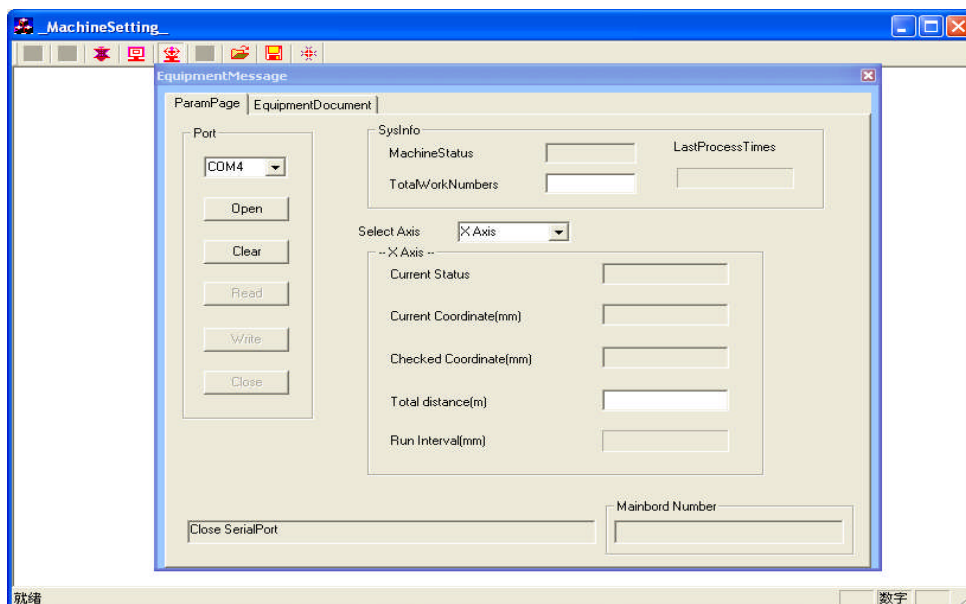 _MachineSetting_
EquipmentMessage
ParamPage
EquipmentDocument
Port
COM4
Open
Clear
Read
Write
Close
SysInfo
MachineStatus
TotalWorkNumbers
LastProcessTimes
Select Axis
X Axis
-- X Axis --
Current Status
Current Coordinate(mm)
Checked Coordinate(mm)
Total distance(m)
Run Interval(mm)
Close SerialPort
Mainbord Number
就绪
数字